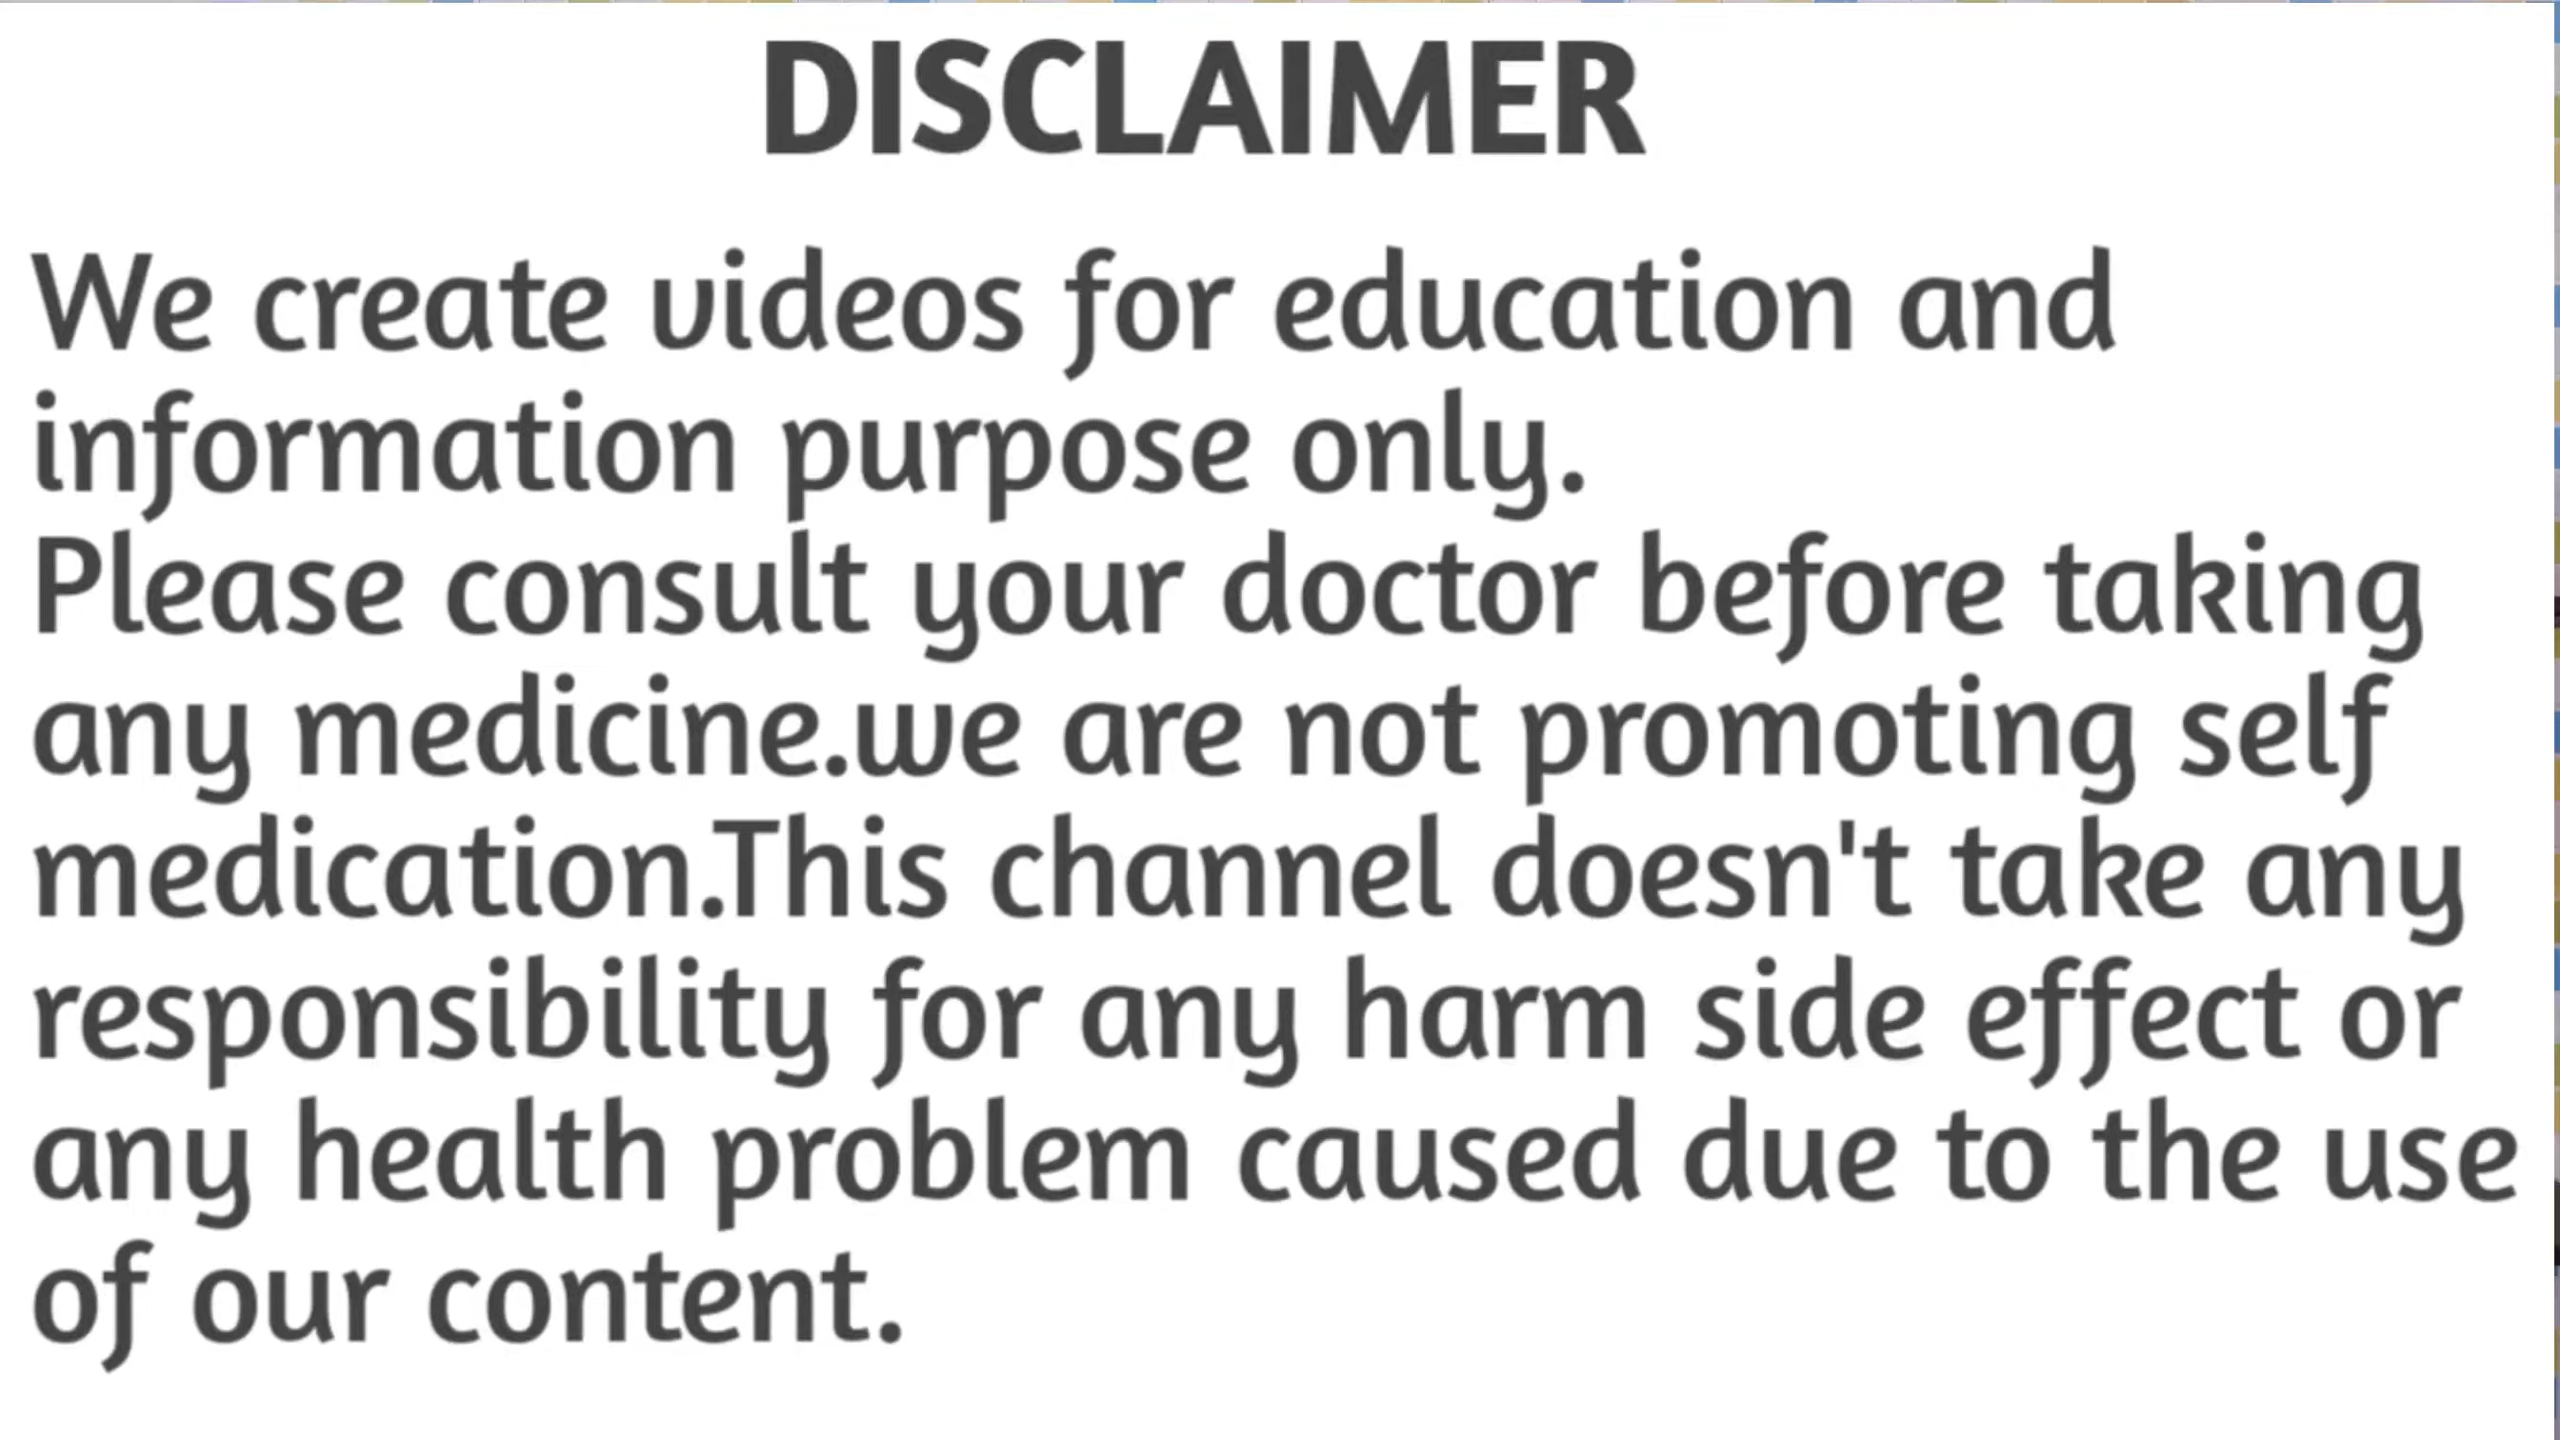 DISCLAIMER
We create videos for education and
information purpose only.
Please consult your doctor before taking
any medicine.we are not promoting self
medication.This channel doesn't take any
responsibility for any harm side effect or
any health problem caused due to the use
of our content.